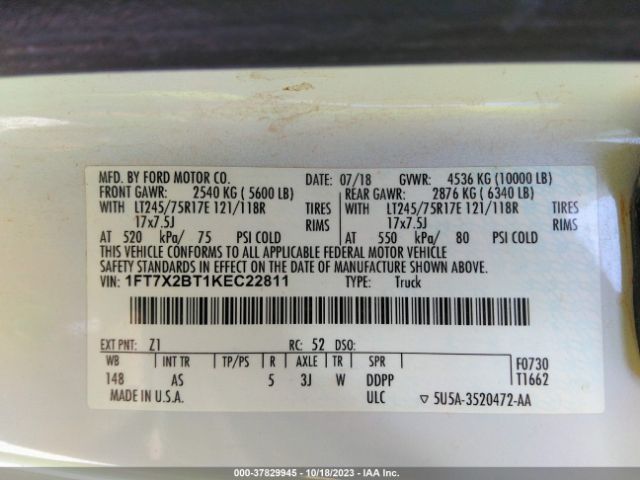 MFD. BY FORD MOTOR CO. DATE: 07/18 GVWR: 4536 KG (10000 LB)
FRONT GAWR: 2540 KG ( 5600 LB) REAR GAWR: 2876 KG ( 6340 LB)
WITH LT245/75R17E 121/118R TIRES WITH LT245/75R17E 121/118R TIRES
17x7.5J RIMS 17x7.5J RIMS
AT 520 kPa/ 75 PSI COLD AT 550 kPa/ 80 PSI COLD
THIS VEHICLE CONFORMS TO ALL APPLICABLE FEDERAL MOTOR VEHICLE
SAFETY STANDARDS IN EFFECT ON THE DATE OF MANUFACTURE SHOWN ABOVE.
VIN: 1FT7X2BT1KEC22811 TYPE: Truck
EXT PNT: Z1 RC: 52 DSO:
WB INT TR TP/PS R AXLE TR SPR F0730
148 AS 5 3J W DDPP T1662
MADE IN U.S.A. ULC ▽ 5U5A-3520472-AA
000-37829945 - 10/18/2023 - IAA Inc.